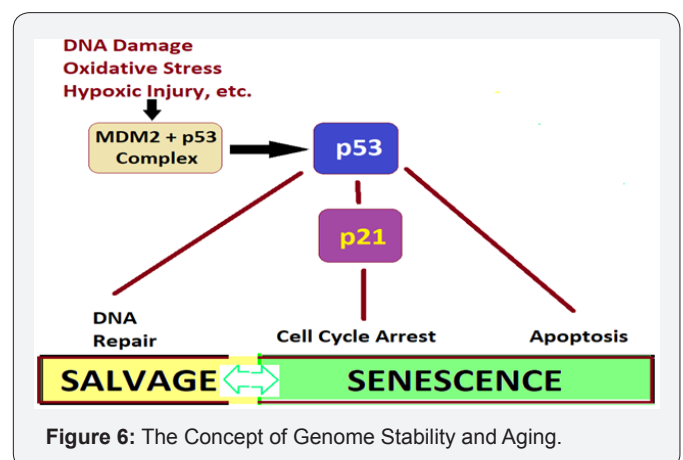 DNA Damage
Oxidative Stress
Hypoxic Injury, etc.
MDM2 + p53
Complex
p53
p21
DNA
Repair
Cell Cycle Arrest
Apoptosis
SALVAGE
SENESCENCE
Figure 6: The Concept of Genome Stability and Aging.